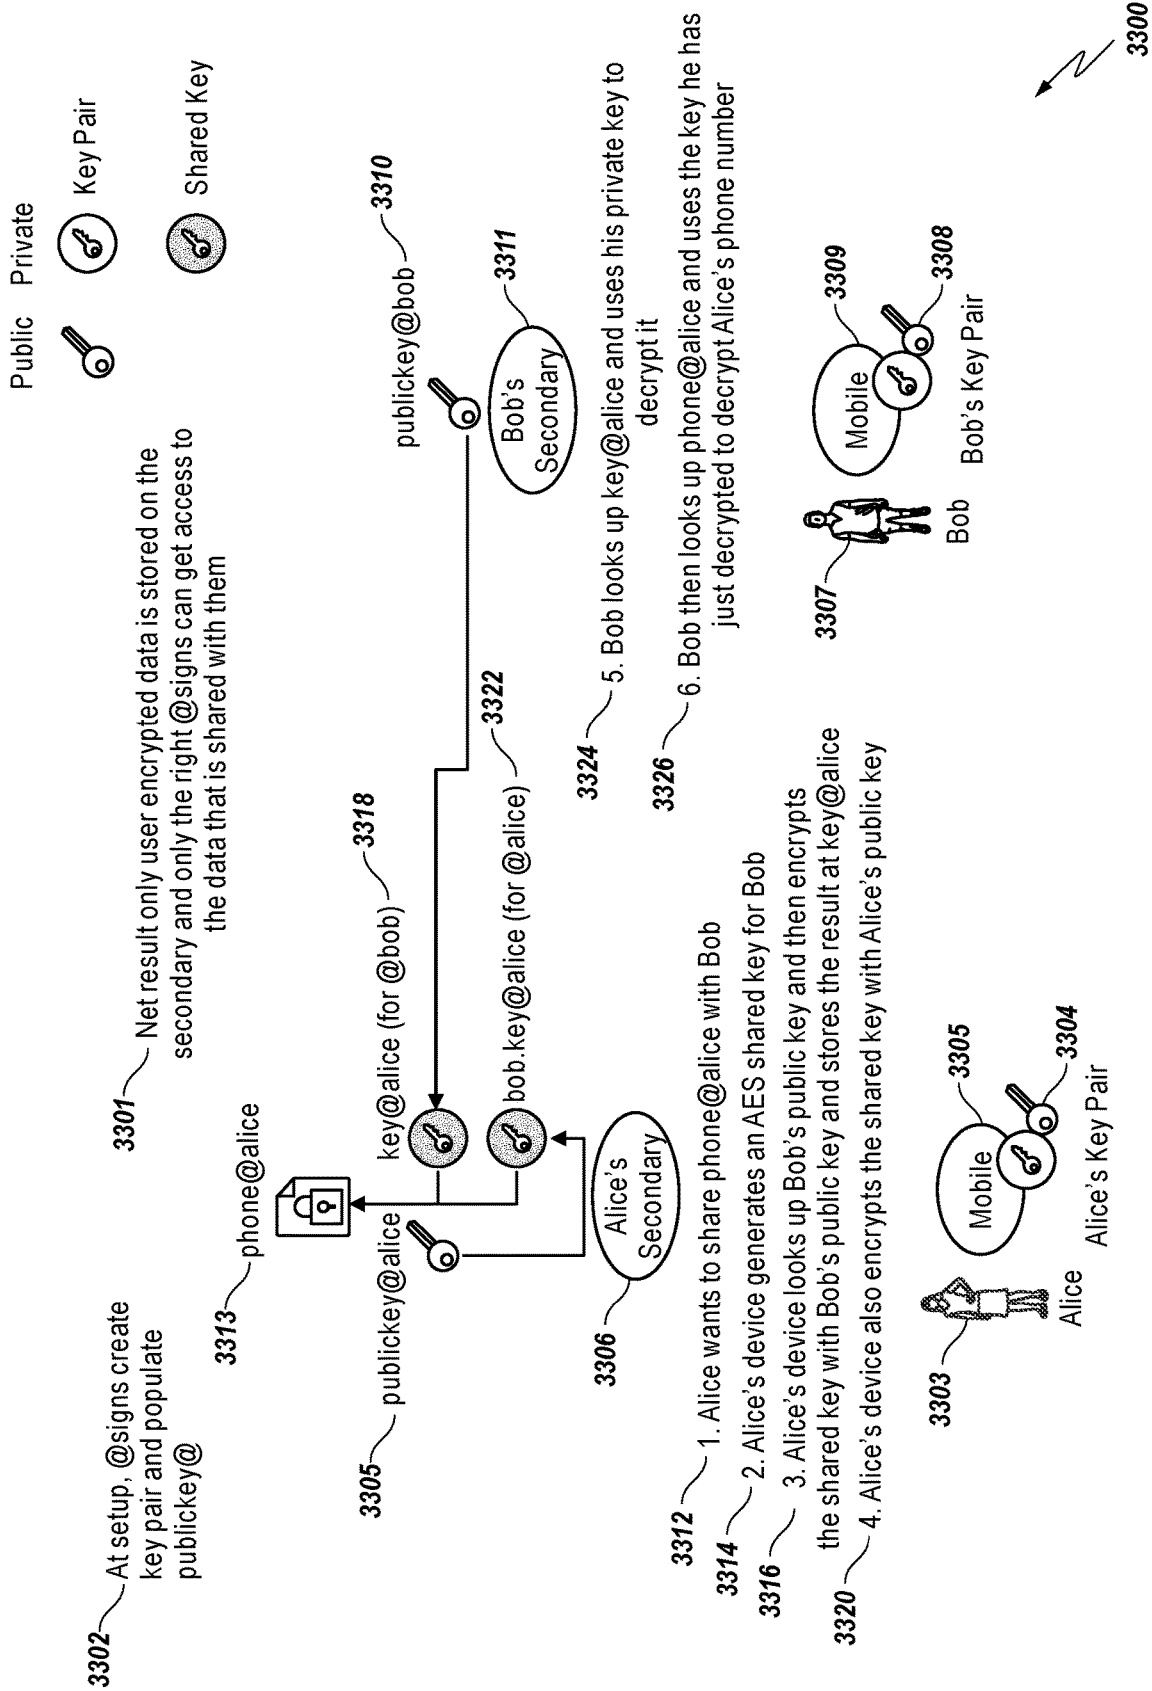 Public Private
Key Pair
Shared Key
3302
At setup, @signs create
key pair and populate
publickey@
3301
Net result only user encrypted data is stored on the
secondary and only the right @signs can get access to
the data that is shared with them
3313
phone@alice
3305
publickey@alice
key@alice (for @bob)
3318
bob.key@alice (for @alice)
3322
Alice's
Secondary
3306
publickey@bob
3310
Bob's
Secondary
3311
3312
1. Alice wants to share phone@alice with Bob
3314
2. Alice's device generates an AES shared key for Bob
3316
3. Alice's device looks up Bob's public key and then encrypts
the shared key with Bob's public key and stores the result at key@alice
3320
4. Alice's device also encrypts the shared key with Alice's public key
3324
5. Bob looks up key@alice and uses his private key to
decrypt it
3326
6. Bob then looks up phone@alice and uses the key he has
just decrypted to decrypt Alice's phone number
3303
Alice
Mobile
3305
3304
Alice's Key Pair
3307
Bob
Mobile
3309
3308
Bob's Key Pair
3300